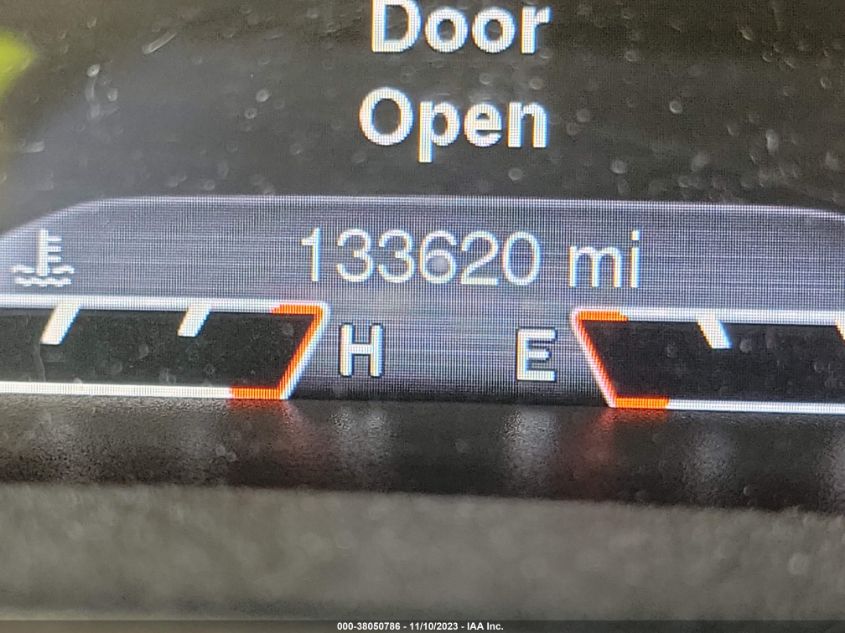 Door
Open
133620 mi
H E
000-38050786 - 11/10/2023 - IAA Inc.